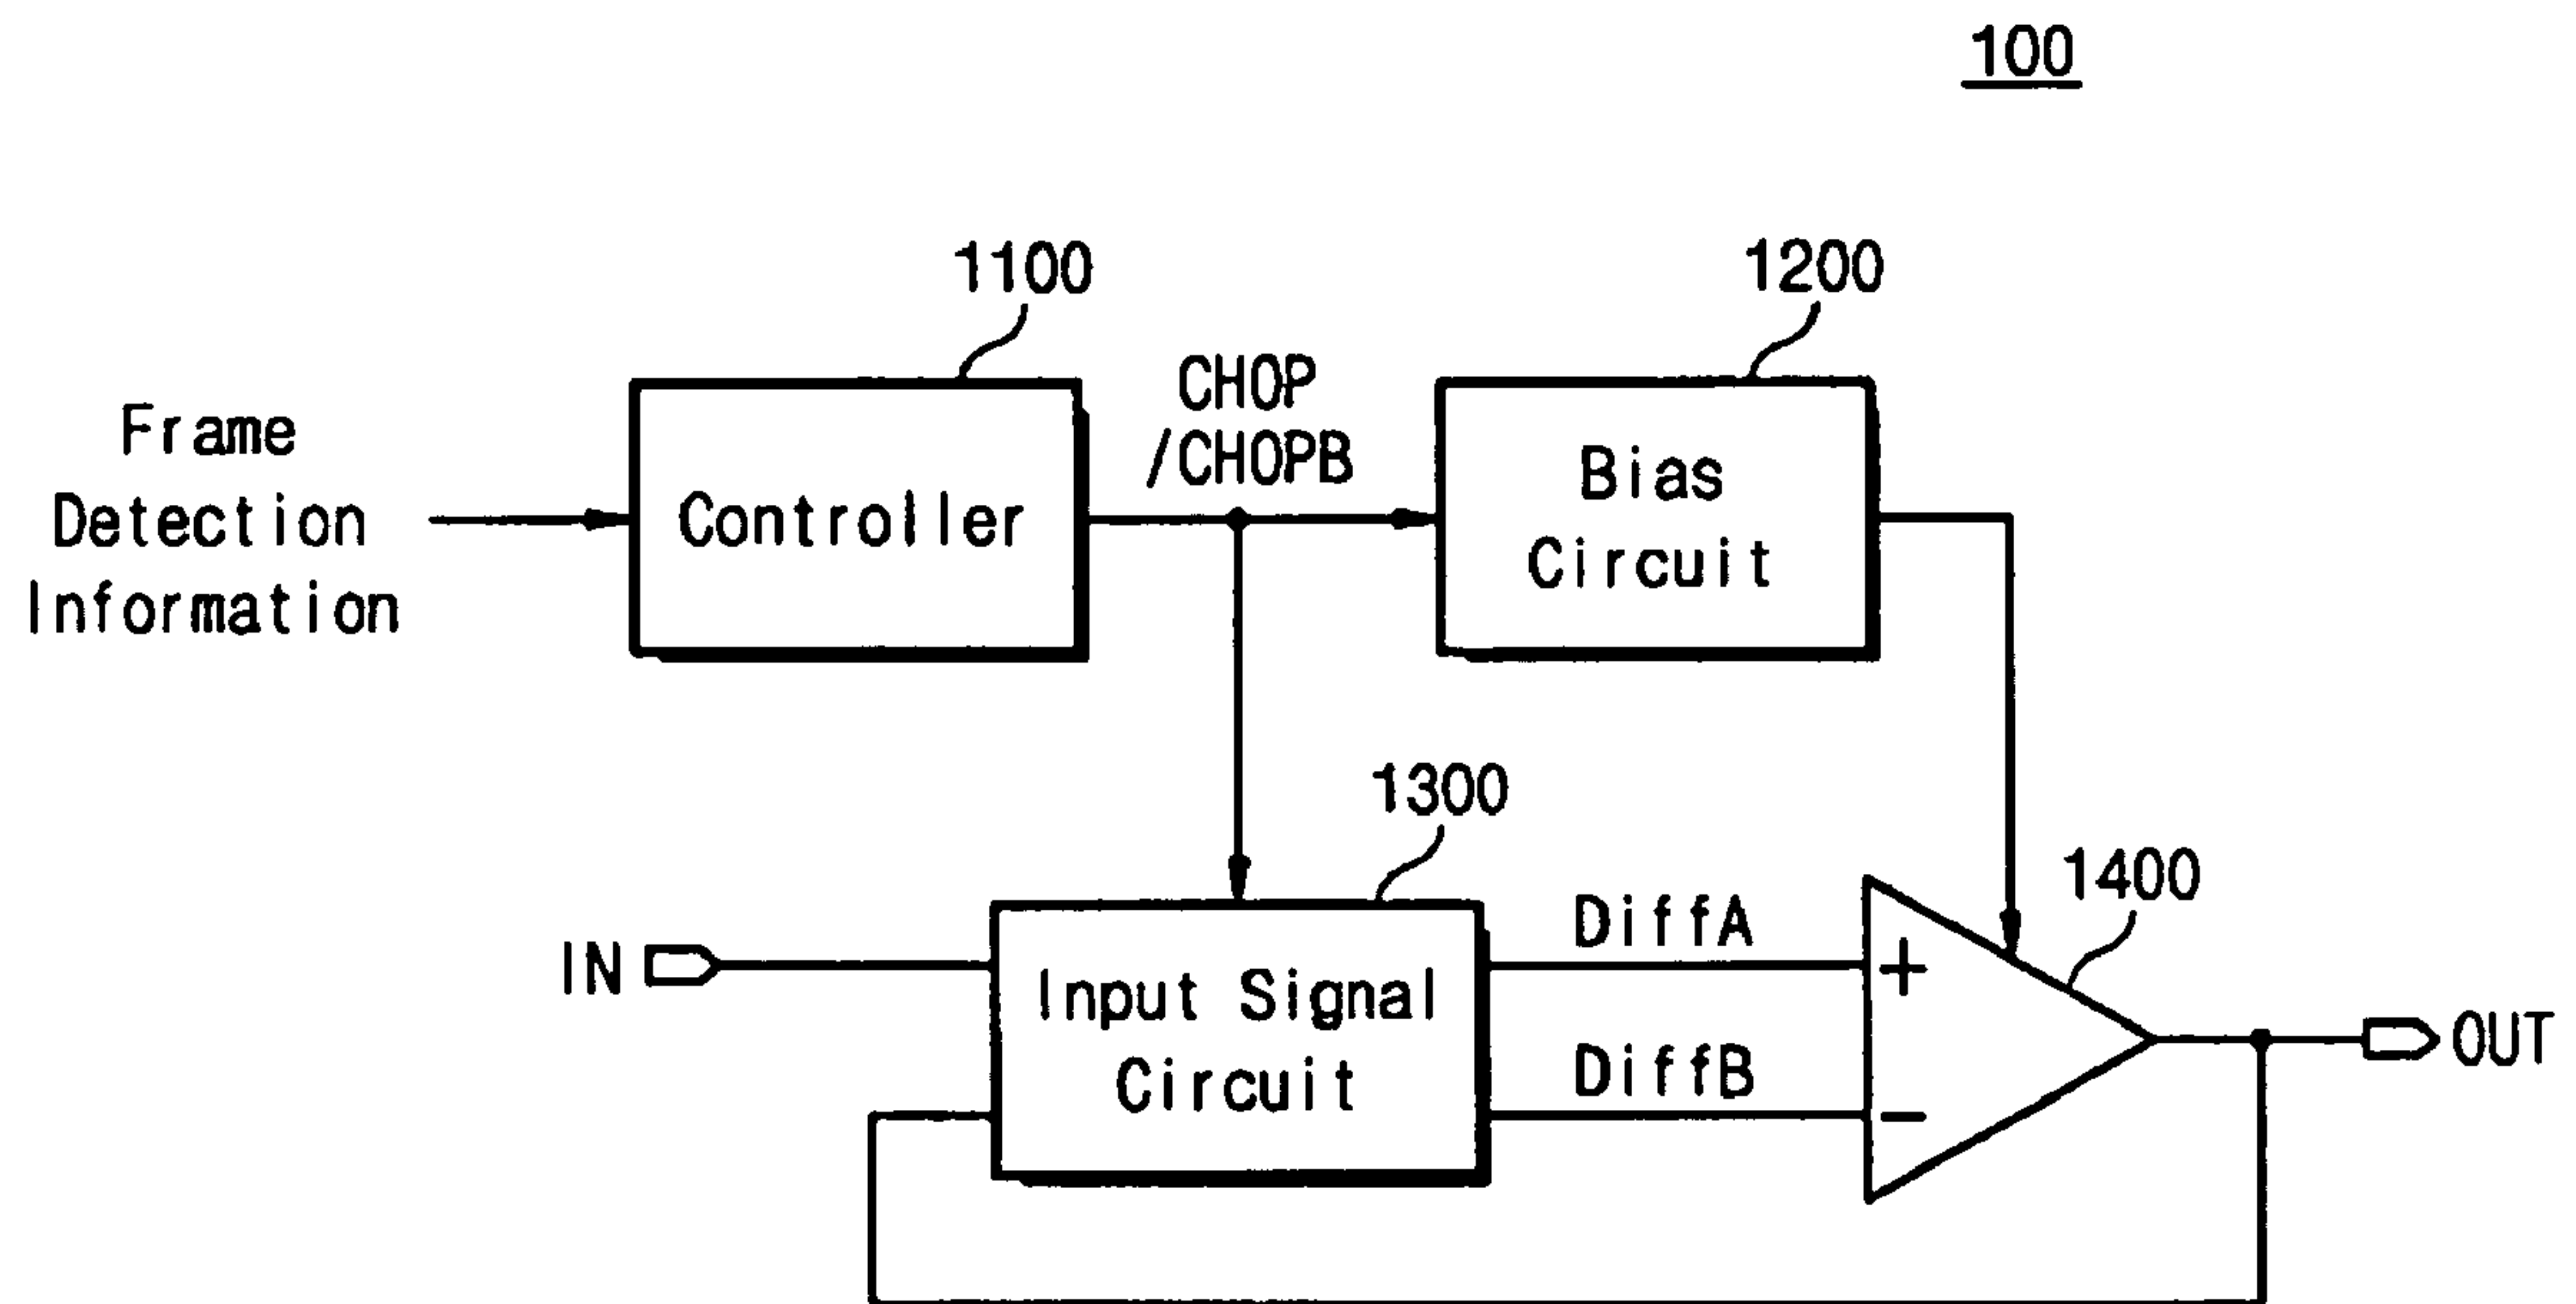 100
1100
1200
CHOP
/CHOPB
Frame
Detection
Information
Controller
Bias
Circuit
1300
1400
IN
Input Signal
Circuit
DiffA
DiffB
+
−
OUT